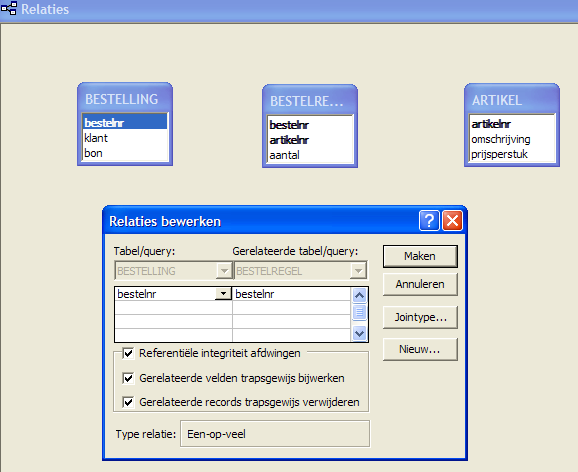 Relaties
BESTELLING
bestelnr
klant
bon
BESTELRE...
bestelnr
artikelnr
aantal
ARTIKEL
artikelnr
omschrijving
prijsperstuk
Relaties bewerken
Tabel/query: Gerelateerde tabel/query:
BESTELLING BESTELREGEL
bestelnr bestelnr
Referentiële integriteit afdwingen
Gerelateerde velden trapsgewijs bijwerken
Gerelateerde records trapsgewijs verwijderen
Type relatie: Een-op-veel
Maken
Annuleren
Jointype...
Nieuw...